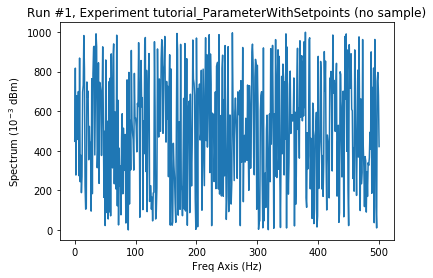 Run #1, Experiment tutorial_ParameterWithSetpoints (no sample)
1000
800
600
400
200
0
Spectrum (10⁻³ dBm)
0 100 200 300 400 500
Freq Axis (Hz)